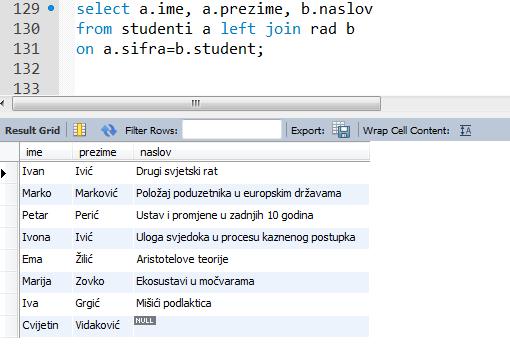 129 select a.ime, a.prezime, b.naslov
130 from studenti a left join rad b
131 on a.sifra=b.student;
132
133
Result Grid Filter Rows: Export: Wrap Cell Content: IA
ime prezime naslov
Ivan Ivić Drugi svjetski rat
Marko Marković Položaj poduzetnika u europskim državama
Petar Perić Ustav i promjene u zadnjih 10 godina
Ivona Ivić Uloga svjedoka u procesu kaznenog postupka
Ema Žilić Aristotelove teorije
Marija Zovko Ekosustavi u močvarama
Iva Grgić Mišići podlaktica
Cvijetin Vidaković NULL